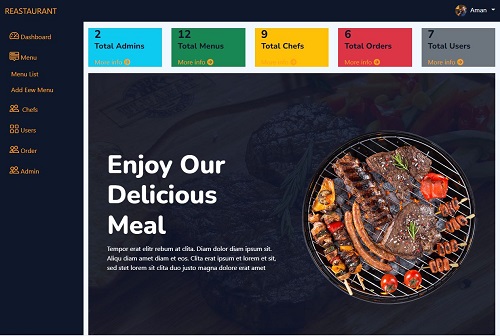 REASTAURANT
Aman
Dashboard
Menu
Menu List
Add Eew Menu
Chefs
Users
Order
Admin
2
Total Admins
More info
12
Total Menus
More info
9
Total Chefs
More info
6
Total Orders
More info
7
Total Users
More info
Enjoy Our
Delicious
Meal
Tempor erat elitr rebum at clita. Diam dolor diam ipsum sit.
Aliqu diam amet diam et eos. Clita erat ipsum et lorem et sit,
sed stet lorem sit clita duo justo magna dolore erat amet